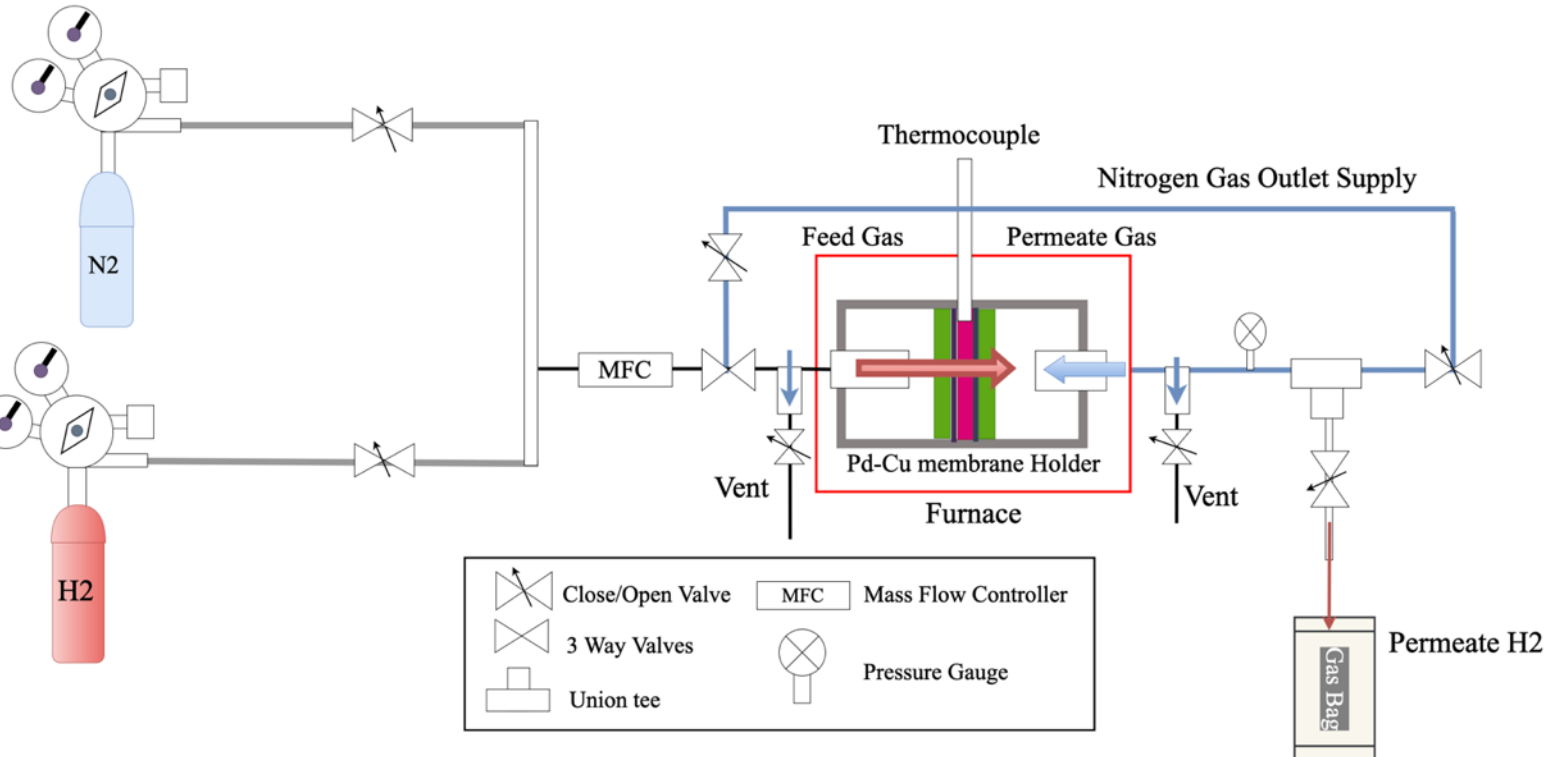 Thermocouple
Nitrogen Gas Outlet Supply
Feed Gas
Permeate Gas
N2
MFC
Pd-Cu membrane Holder
Vent
Vent
Furnace
H2
Close/Open Valve
MFC
Mass Flow Controller
3 Way Valves
Pressure Gauge
Union tee
Permeate H2
Gas Bag